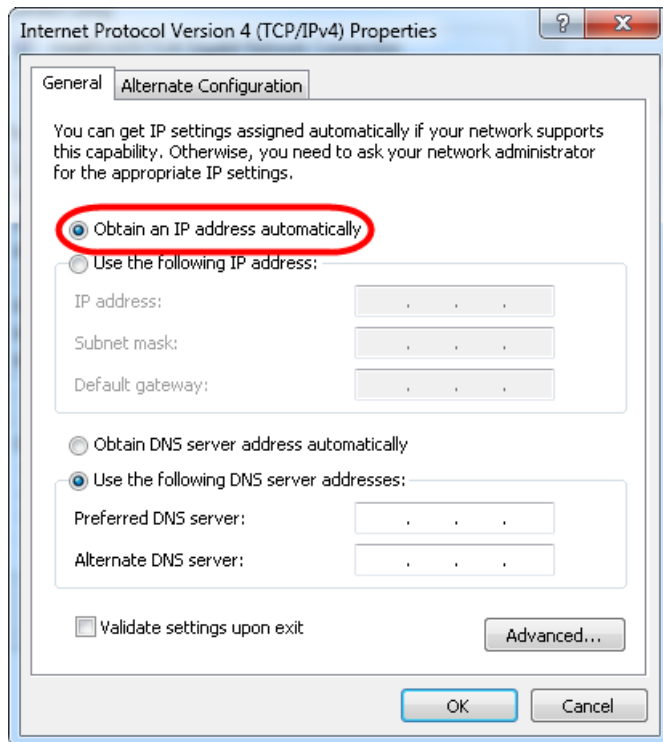 Internet Protocol Version 4 (TCP/IPv4) Properties
?
X
General
Alternate Configuration
You can get IP settings assigned automatically if your network supports
this capability. Otherwise, you need to ask your network administrator
for the appropriate IP settings.
Obtain an IP address automatically
Use the following IP address:
IP address:
Subnet mask:
Default gateway:
Obtain DNS server address automatically
Use the following DNS server addresses:
Preferred DNS server:
Alternate DNS server:
Validate settings upon exit
Advanced...
OK
Cancel